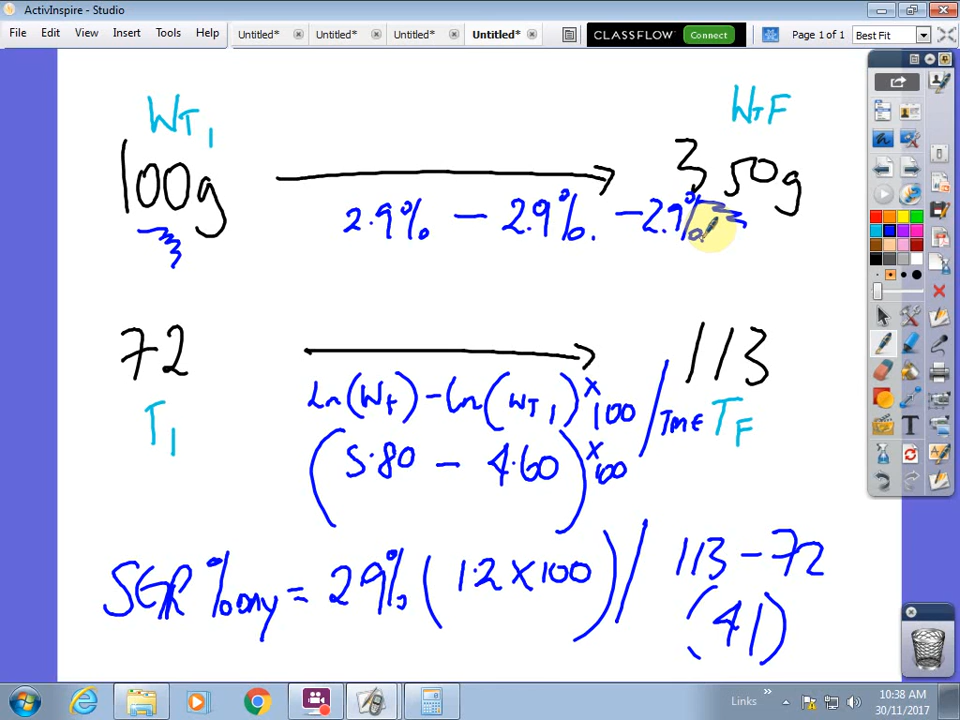 ActivInspire - Studio
File Edit View Insert Tools Help Untitled* Untitled* Untitled* Untitled* CLASSFLOW Connect Page 1 of 1 Best Fit
WT1 WTF
100g 350g
2.9% - 2.9%. - 2.9%
72 113
T1 TF
Ln(WF) - Ln(WT1) x 100 / TIME
(5.80 - 4.60) x 100
SGR %DAY = 2.9% (1.2 x 100) / 113 - 72
(41)
Links
10:38 AM
30/11/2017